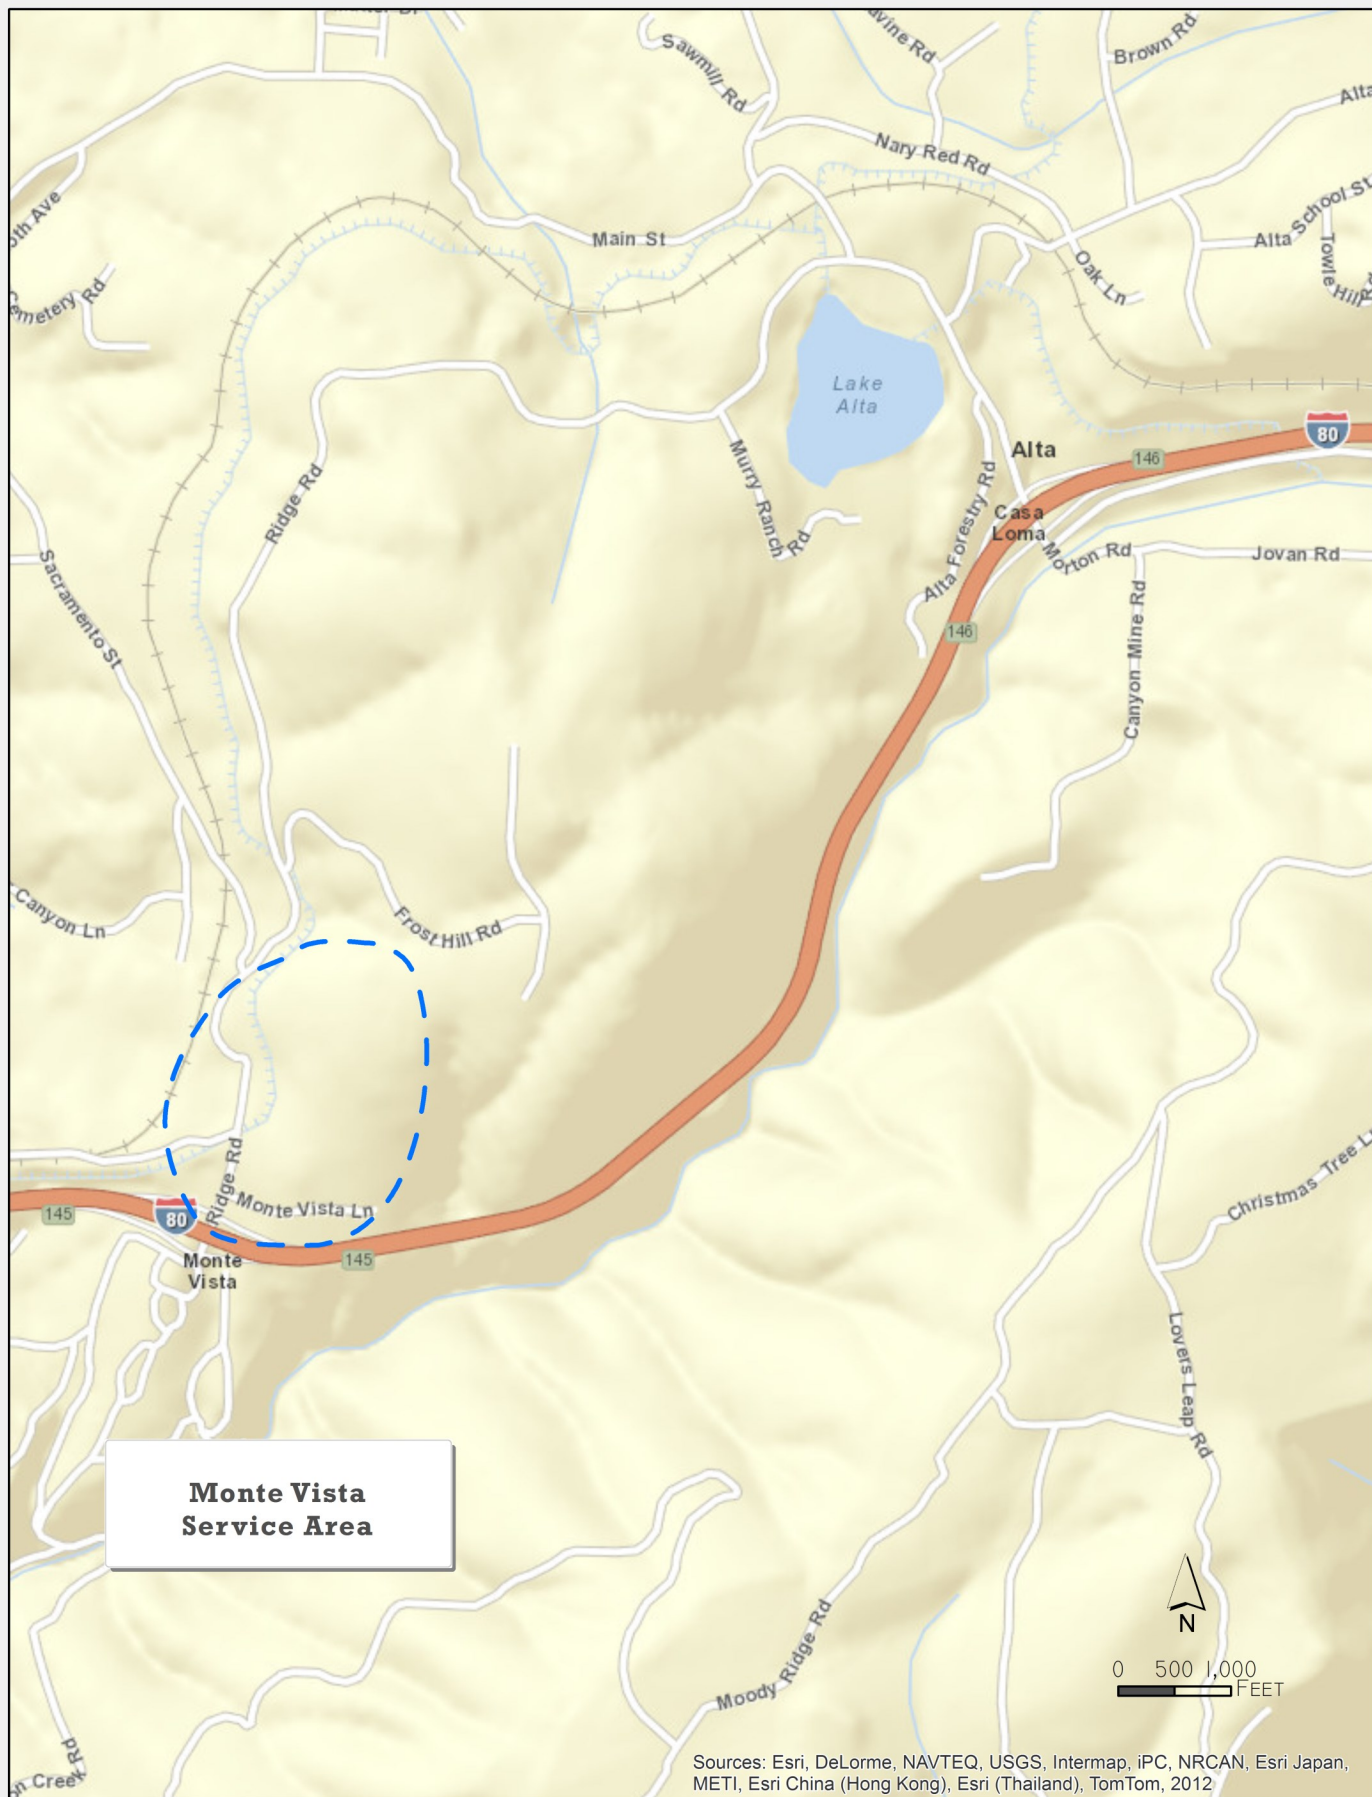 Sawmill Rd
Brown Rd
Nary Red Rd
Alta
Main St
Alta School St
Oak Ln
Towle Hill
Lake
Alta
Ridge Rd
Murry Ranch Rd
Alta
80
146
Alta Forestry Rd
Casa
Loma
Morton Rd
Jovan Rd
Sacramento St
146
Canyon Mine Rd
Canyon Ln
Frost Hill Rd
Ridge Rd
Monte Vista Ln
Christmas Tree
145
80
145
Monte
Vista
Lovers Leap Rd
Monte Vista
Service Area
Moody Ridge Rd
N
0 500 1,000
FEET
Rd
Creek
Sources: Esri, DeLorme, NAVTEQ, USGS, Intermap, iPC, NRCAN, Esri Japan,
METI, Esri China (Hong Kong), Esri (Thailand), TomTom, 2012